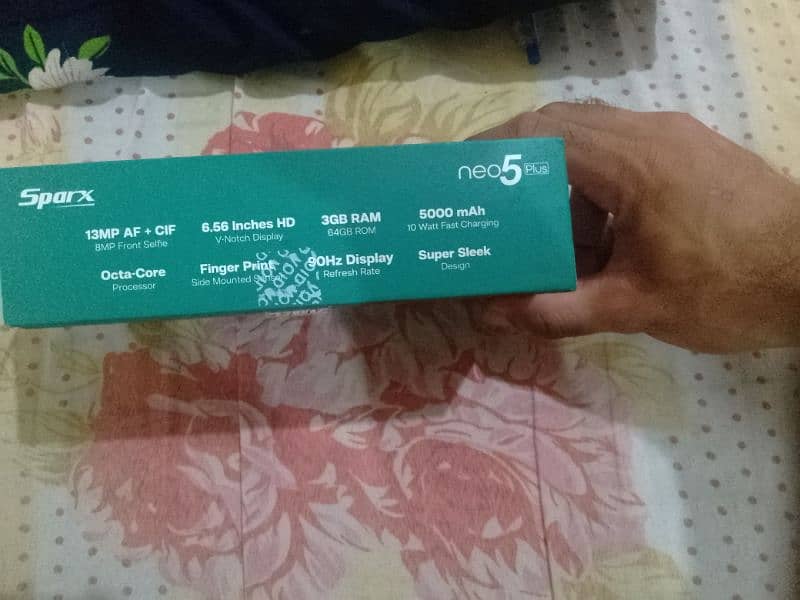 Sparx
neo5 Plus
13MP AF + CIF
8MP Front Selfie
6.56 Inches HD
V-Notch Display
3GB RAM
64GB ROM
5000 mAh
10 Watt Fast Charging
Octa-Core
Processor
Finger Print
Side Mounted
90Hz Display
Refresh Rate
Super Sleek
Design